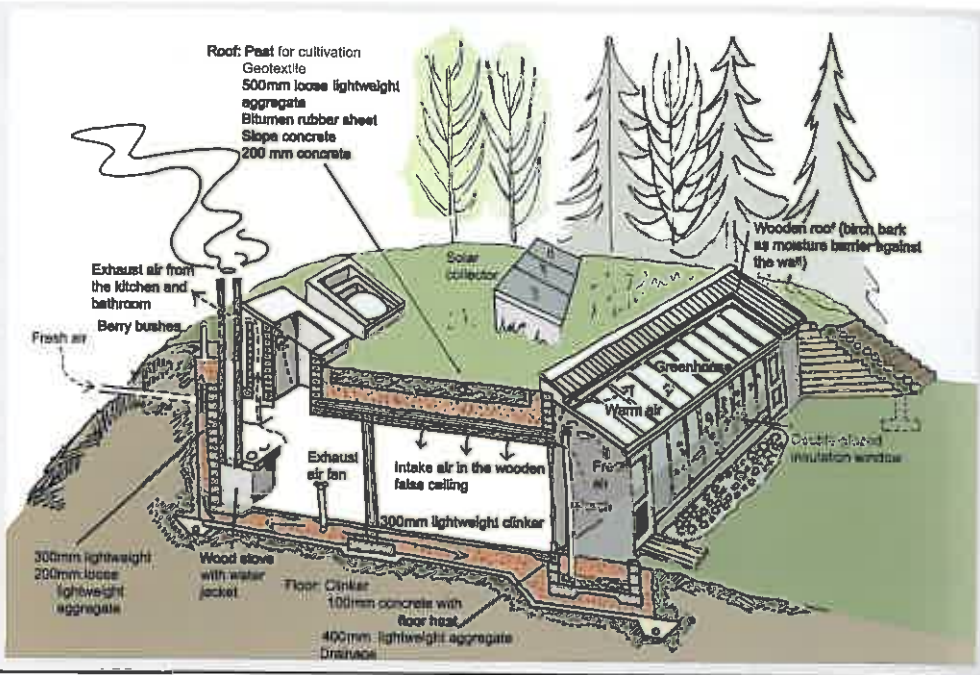 Roof: Peat for cultivation
Geotextile
500mm loose lightweight
aggregate
Bitumen rubber sheet
Slope concrete
200 mm concrete
Wooden roof (birch bark
as moisture barrier against
the wall)
Solar
collector
Exhaust air from
the kitchen and
bathroom
Berry bushes
Fresh air
Greenhouse
Warm air
Double glazed
insulation window
Exhaust
air fan
Intake air in the wooden
false ceiling
air
300mm lightweight clinker
300mm lightweight
200mm loose
lightweight
aggregate
Wood stove
with water
jacket
Floor: Clinker
100mm concrete with
floor heat
400mm lightweight aggregate
Drainage